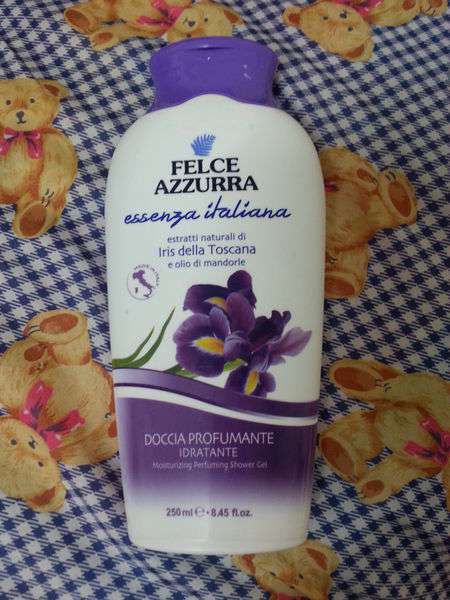 FELCE
AZZURRA
essenza italiana
estratti naturali di
Iris della Toscana
e olio di mandorle
DOCCIA PROFUMANTE
IDRATANTE
Moisturizing Perfuming Shower Gel
250 ml ℮ • 8.45 fl.oz.